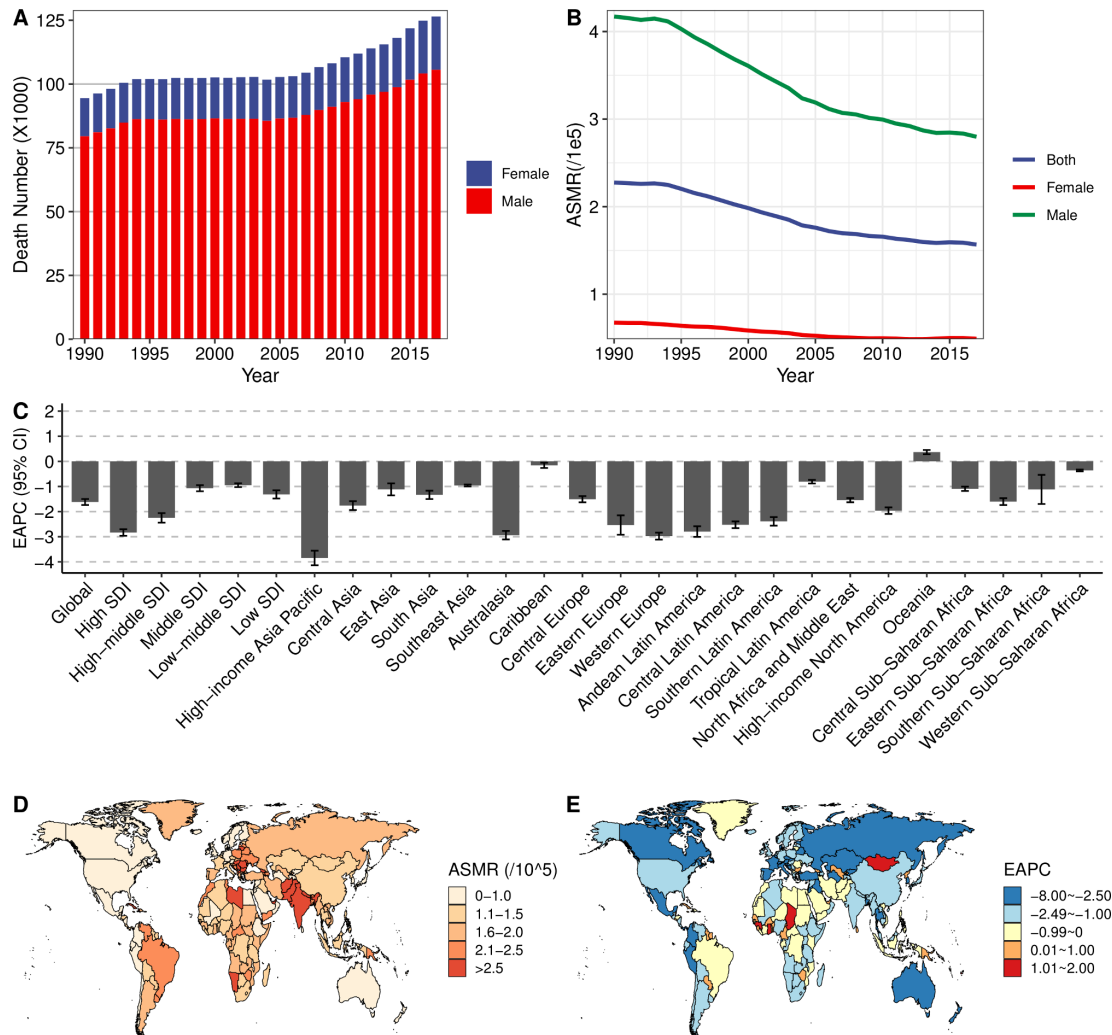 A
Death Number (X1000)
125
100
75
50
25
0
1990
1995
2000
2005
2010
2015
Year
Female
Male
B
ASMR(/1e5)
4
3
2
1
1990
1995
2000
2005
2010
2015
Year
Both
Female
Male
C
EAPC (95% CI)
2
1
0
−1
−2
−3
−4
Global
High SDI
High−middle SDI
Middle SDI
Low−middle SDI
Low SDI
High−income Asia Pacific
Central Asia
East Asia
South Asia
Southeast Asia
Australasia
Caribbean
Central Europe
Eastern Europe
Western Europe
Andean Latin America
Central Latin America
Southern Latin America
Tropical Latin America
North Africa and Middle East
High−income North America
Oceania
Central Sub−Saharan Africa
Eastern Sub−Saharan Africa
Southern Sub−Saharan Africa
Western Sub−Saharan Africa
D
ASMR (/10^5)
0−1.0
1.1−1.5
1.6−2.0
2.1−2.5
>2.5
E
EAPC
−8.00~−2.50
−2.49~−1.00
−0.99~0
0.01~1.00
1.01~2.00